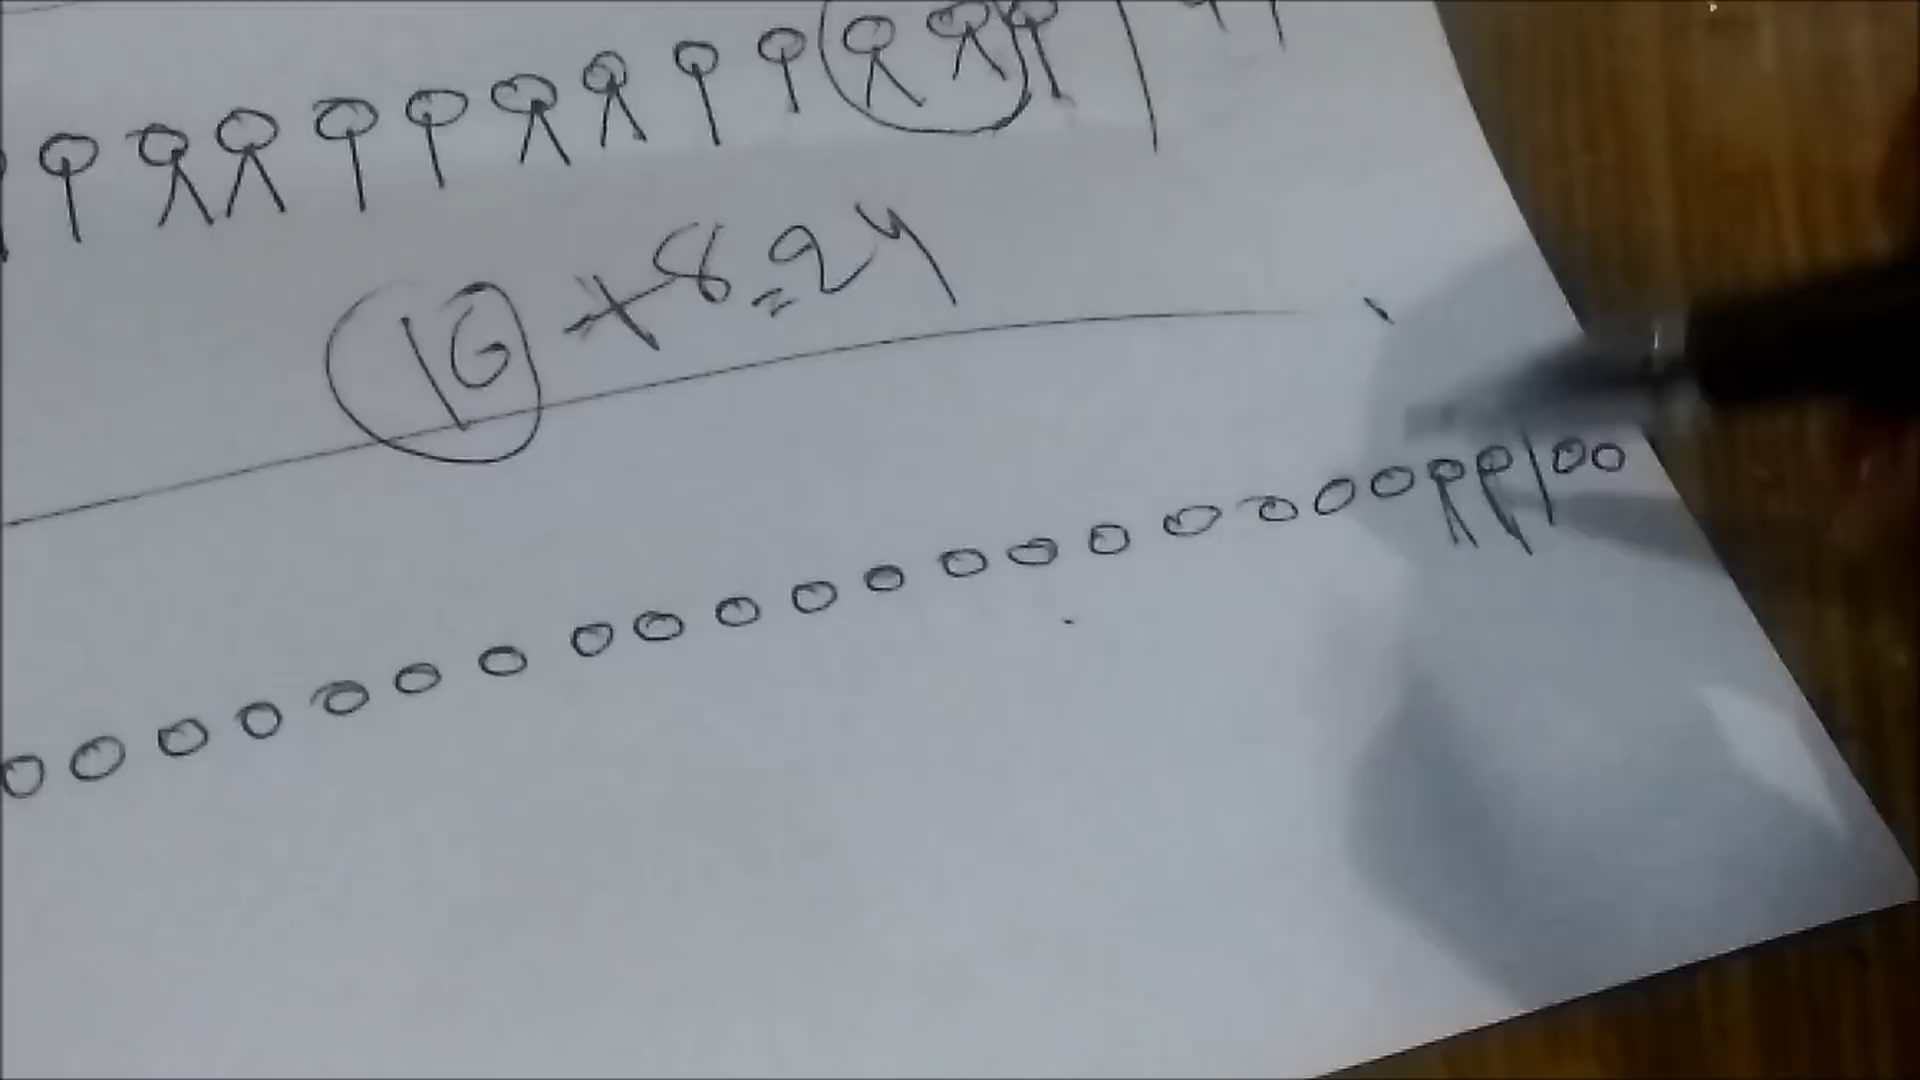 16 + 8 = 24